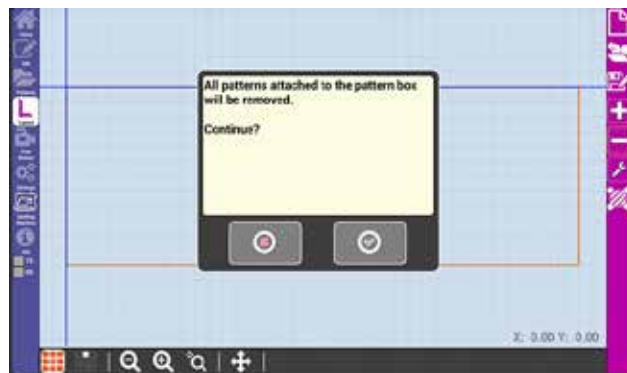 All patterns attached to the pattern box
will be removed.
Continue?
X: 0.00 Y: 0.00